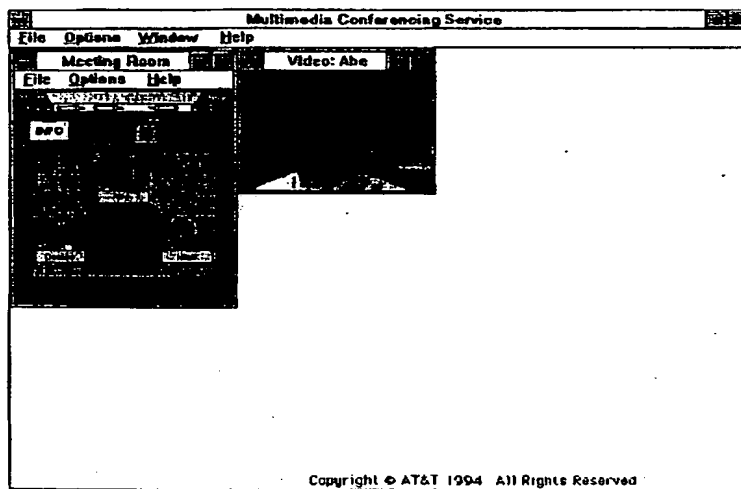 Multimedia Conferencing Service
File Options Window Help
Meeting Room
Video: Abe
File Options Help
INFO
Copyright © AT&T 1994 All Rights Reserved